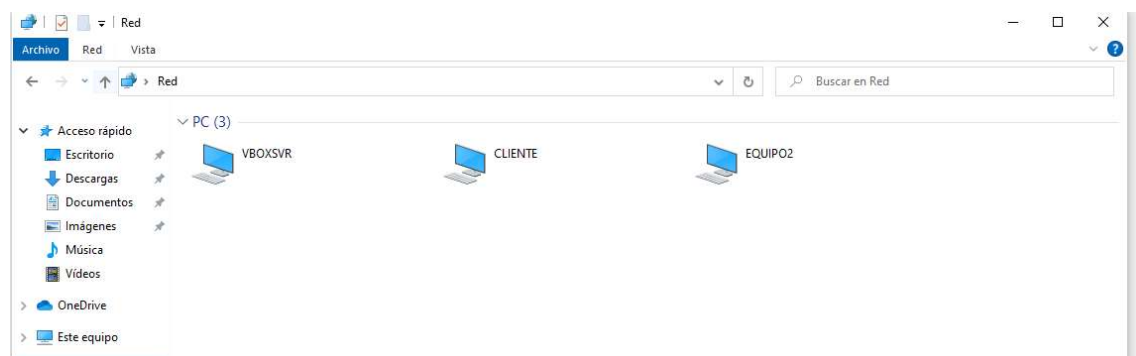 Red
Archivo Red Vista
Red
Buscar en Red
Acceso rápido
Escritorio
Descargas
Documentos
Imágenes
Música
Vídeos
OneDrive
Este equipo
PC (3)
VBOXSVR CLIENTE EQUIPO2